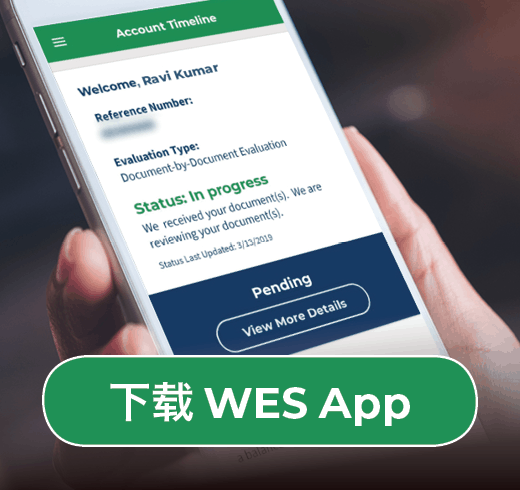 Account Timeline
Welcome, Ravi Kumar
Reference Number:
Evaluation Type:
Document-by-Document Evaluation
Status: In progress
We received your document(s). We are
reviewing your document(s).
Status Last Updated: 3/13/2019
Pending
View More Details
下载 WES App